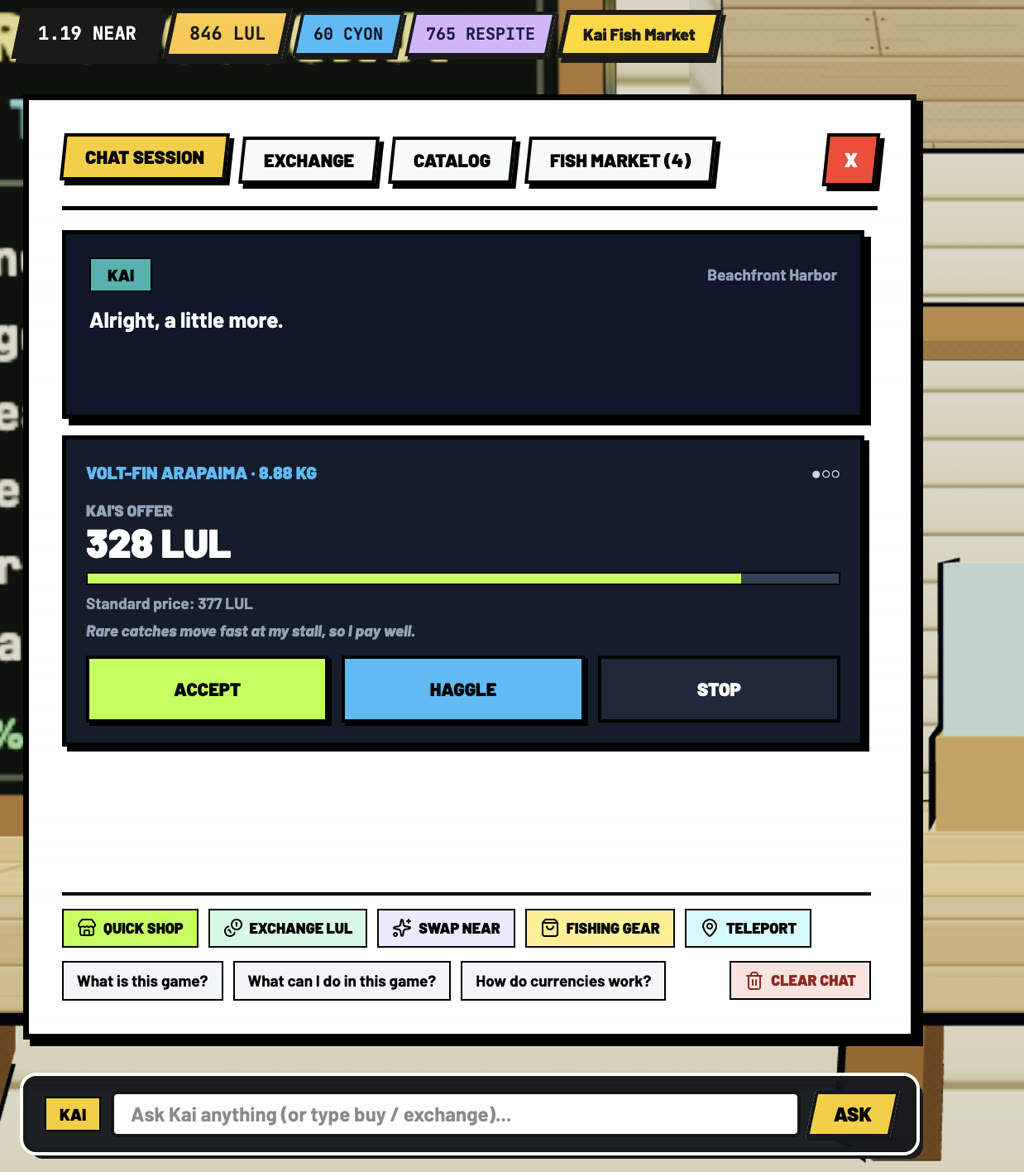 1.19 NEAR
846 LUL
60 CYON
765 RESPITE
Kai Fish Market
CHAT SESSION
EXCHANGE
CATALOG
FISH MARKET (4)
X
KAI
Beachfront Harbor
Alright, a little more.
VOLT-FIN ARAPAIMA · 8.88 KG
KAI'S OFFER
328 LUL
Standard price: 377 LUL
Rare catches move fast at my stall, so I pay well.
ACCEPT
HAGGLE
STOP
QUICK SHOP
EXCHANGE LUL
SWAP NEAR
FISHING GEAR
TELEPORT
What is this game?
What can I do in this game?
How do currencies work?
CLEAR CHAT
KAI
Ask Kai anything (or type buy / exchange)...
ASK